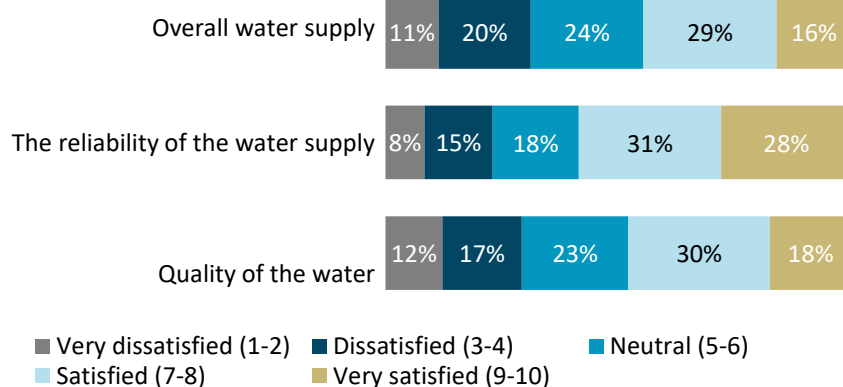 Overall water supply 11% 20% 24% 29% 16%
The reliability of the water supply 8% 15% 18% 31% 28%
Quality of the water 12% 17% 23% 30% 18%
Very dissatisfied (1-2) Dissatisfied (3-4) Neutral (5-6)
Satisfied (7-8) Very satisfied (9-10)